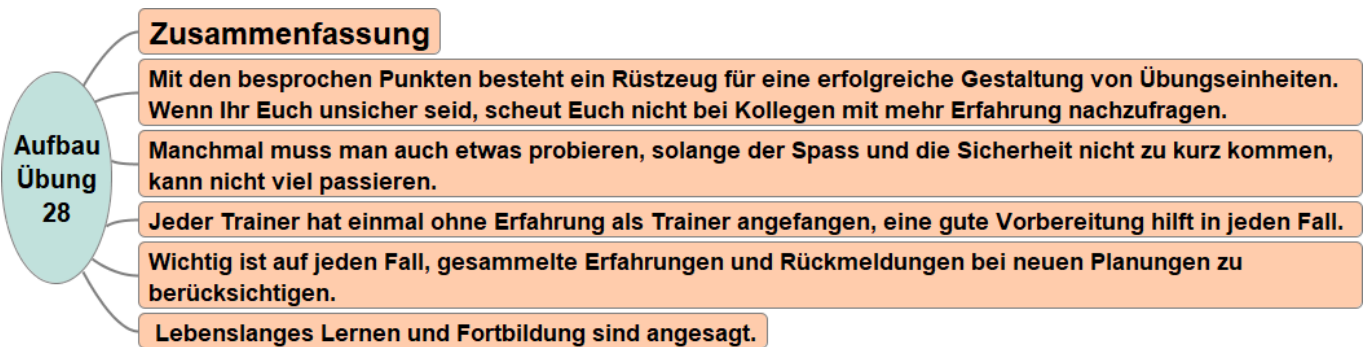 Aufbau
Übung
28
Zusammenfassung
Mit den besprochen Punkten besteht ein Rüstzeug für eine erfolgreiche Gestaltung von Übungseinheiten.
Wenn Ihr Euch unsicher seid, scheut Euch nicht bei Kollegen mit mehr Erfahrung nachzufragen.
Manchmal muss man auch etwas probieren, solange der Spass und die Sicherheit nicht zu kurz kommen,
kann nicht viel passieren.
Jeder Trainer hat einmal ohne Erfahrung als Trainer angefangen, eine gute Vorbereitung hilft in jeden Fall.
Wichtig ist auf jeden Fall, gesammelte Erfahrungen und Rückmeldungen bei neuen Planungen zu
berücksichtigen.
Lebenslanges Lernen und Fortbildung sind angesagt.